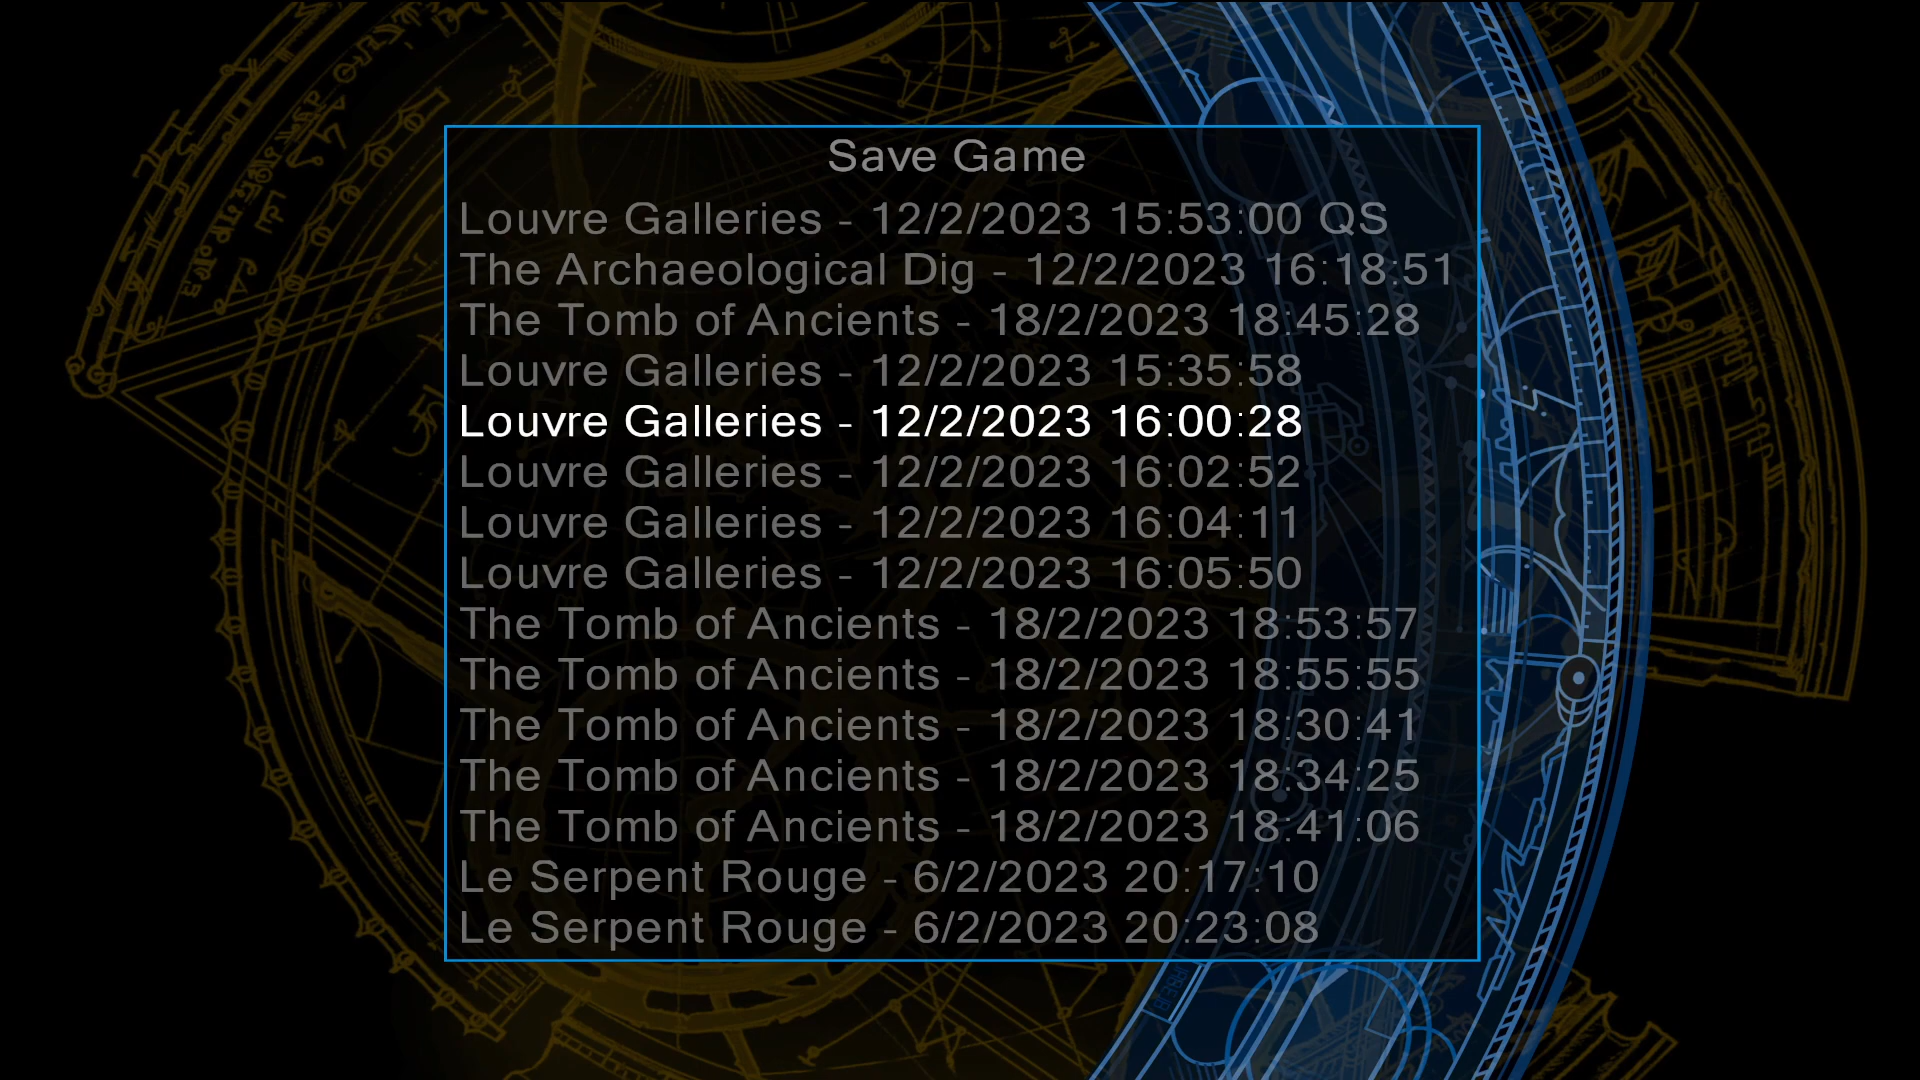 Save Game
Louvre Galleries - 12/2/2023 15:53:00 QS
The Archaeological Dig - 12/2/2023 16:18:51
The Tomb of Ancients - 18/2/2023 18:45:28
Louvre Galleries - 12/2/2023 15:35:58
Louvre Galleries - 12/2/2023 16:00:28
Louvre Galleries - 12/2/2023 16:02:52
Louvre Galleries - 12/2/2023 16:04:11
Louvre Galleries - 12/2/2023 16:05:50
The Tomb of Ancients - 18/2/2023 18:53:57
The Tomb of Ancients - 18/2/2023 18:55:55
The Tomb of Ancients - 18/2/2023 18:30:41
The Tomb of Ancients - 18/2/2023 18:34:25
The Tomb of Ancients - 18/2/2023 18:41:06
Le Serpent Rouge - 6/2/2023 20:17:10
Le Serpent Rouge - 6/2/2023 20:23:08